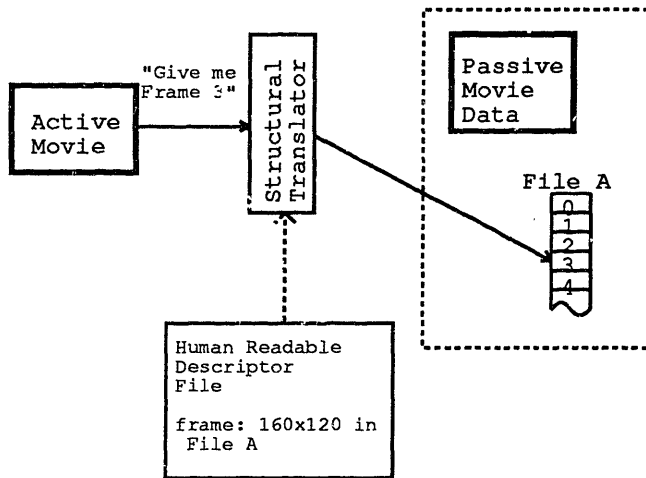 "Give me
Frame 3"
Active
Movie
Structural
Translator
Passive
Movie
Data
File A
0
1
2
3
4
Human Readable
Descriptor
File
frame: 160x120 in
File A